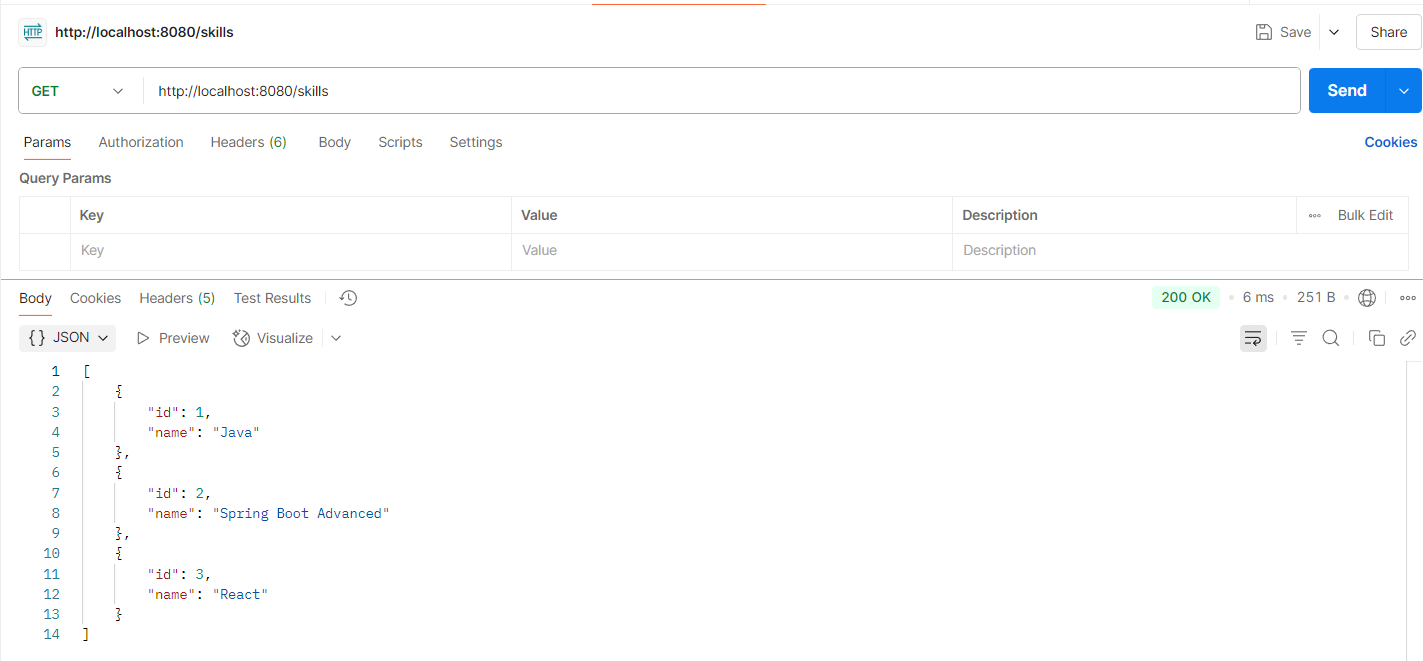 HTTP http://localhost:8080/skills Save Share
GET http://localhost:8080/skills Send
Params Authorization Headers (6) Body Scripts Settings Cookies
Query Params
Key Value Description Bulk Edit
Key Value Description
Body Cookies Headers (5) Test Results 200 OK 6 ms 251 B
{} JSON Preview Visualize
1 [
2 {
3 "id": 1,
4 "name": "Java"
5 },
6 {
7 "id": 2,
8 "name": "Spring Boot Advanced"
9 },
10 {
11 "id": 3,
12 "name": "React"
13 }
14 ]